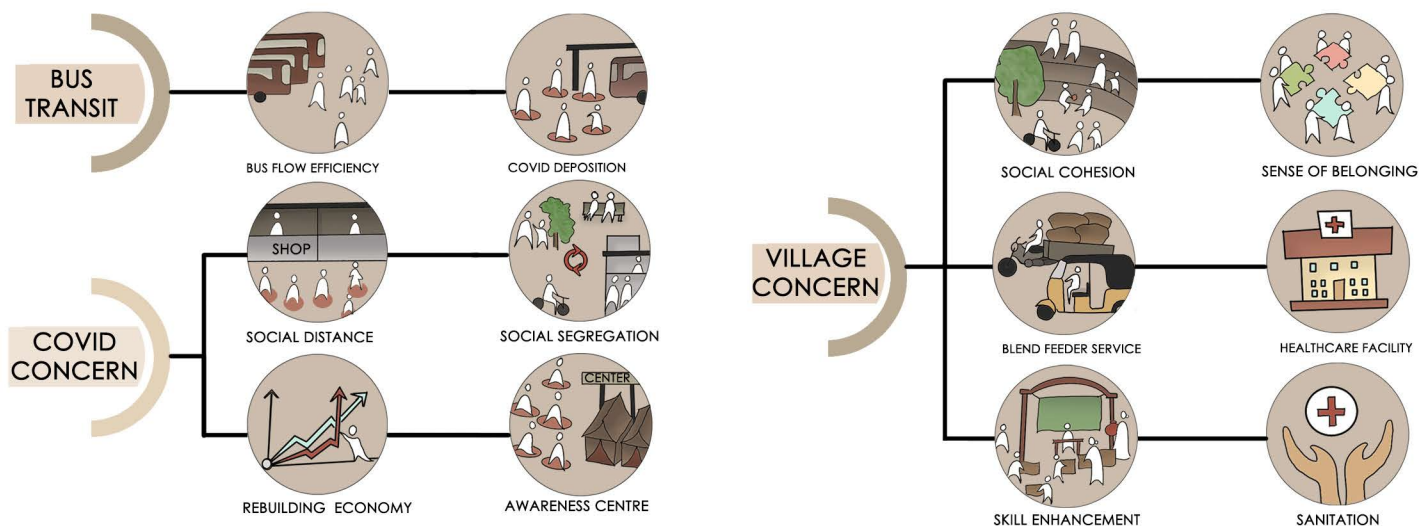 BUS
TRANSIT
BUS FLOW EFFICIENCY
COVID DEPOSITION
COVID
CONCERN
SHOP
SOCIAL DISTANCE
SOCIAL SEGREGATION
REBUILDING ECONOMY
CENTER
AWARENESS CENTRE
VILLAGE
CONCERN
SOCIAL COHESION
SENSE OF BELONGING
BLEND FEEDER SERVICE
HEALTHCARE FACILITY
SKILL ENHANCEMENT
SANITATION